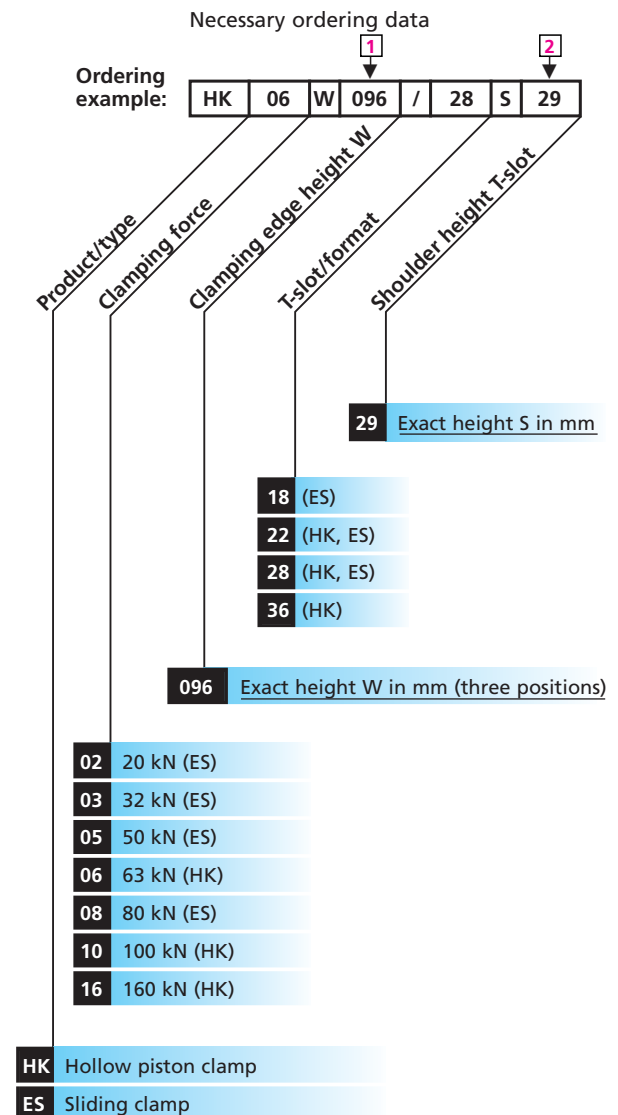 Necessary ordering data
1 2
Ordering
example:
HK 06 W 096 / 28 S 29
Product/type
Clamping force
Clamping edge height W
T-slot/format
Shoulder height T-slot
29 Exact height S in mm
18 (ES)
22 (HK, ES)
28 (HK, ES)
36 (HK)
096 Exact height W in mm (three positions)
02 20 kN (ES)
03 32 kN (ES)
05 50 kN (ES)
06 63 kN (HK)
08 80 kN (ES)
10 100 kN (HK)
16 160 kN (HK)
HK Hollow piston clamp
ES Sliding clamp